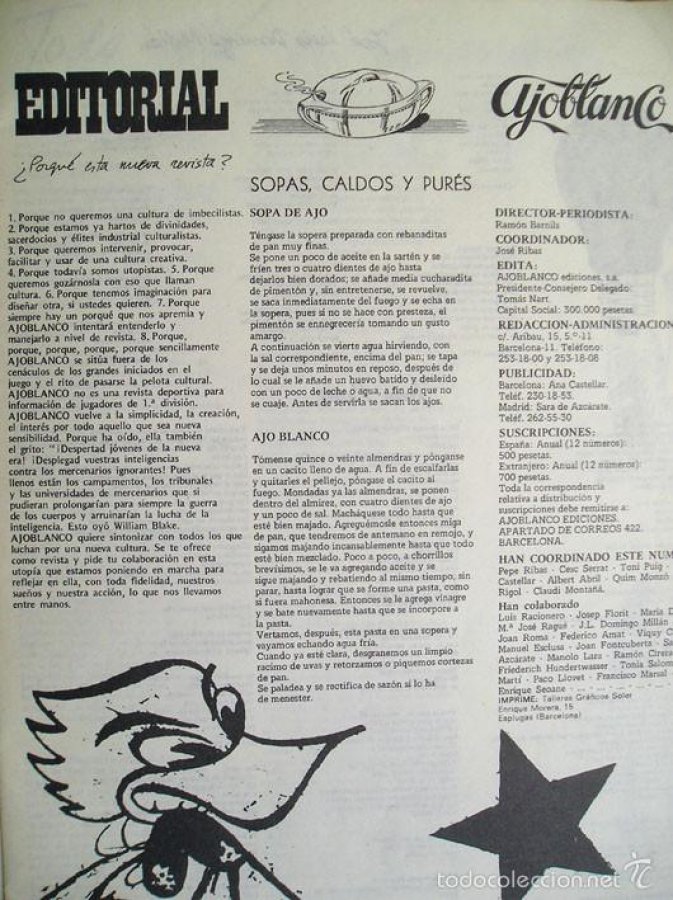 EDITORIAL
¿Porqué esta nueva revista?
1. Porque no queremos una cultura de imbecilistas.
2. Porque estamos ya hartos de divinidades,
sacerdocios y élites industrial culturalistas.
3. Porque queremos intervenir, provocar,
facilitar y usar de una cultura creativa.
4. Porque todavía somos utopistas. 5. Porque
queremos gozárnosla con eso que llaman
cultura. 6. Porque tenemos imaginación para
diseñar otra, si ustedes quieren. 7. Porque
siempre hay un porqué que nos apremia y
AJOBLANCO intentará entenderlo y
manejarlo a nivel de revista. 8. Porque,
porque, porque, porque, porque sencillamente
AJOBLANCO se sitúa fuera de los
cenáculos de los grandes iniciados en el
juego y el rito de pasarse la pelota cultural.
AJOBLANCO no es una revista deportiva para
información de jugadores de 1.ª división.
AJOBLANCO vuelve a la simplicidad, la creación,
el interés por todo aquello que sea nueva
sensibilidad. Porque ha oído, ella también
el grito: "¡Despertad jóvenes de la nueva
era! ¡Desplegad vuestras inteligencias
contra los mercenarios ignorantes! Pues
llenos están los campamentos, los tribunales
y las universidades de mercenarios que si
pudieran prolongarían para siempre la guerra
de los cuerpos y arruinarían la lucha de la
inteligencia. Esto oyó William Blake.
AJOBLANCO quiere sintonizar con todos los que
luchan por una nueva cultura. Se te ofrece
como revista y pide tu colaboración en esta
utopía que estamos poniendo en marcha para
reflejar en ella, con toda fidelidad, nuestros
sueños y nuestra acción, lo que nos llevamos
entre manos.
SOPAS, CALDOS Y PURÉS
SOPA DE AJO
Téngase la sopera preparada con rebanaditas
de pan muy finas.
Se pone un poco de aceite en la sartén y se
fríen tres o cuatro dientes de ajo hasta
dejarlos bien dorados; se añade media cucharadita
de pimentón y, sin entretenerse, se revuelve,
se saca inmediatamente del fuego y se echa en
la sopera, pues si no se hace con presteza, el
pimentón se ennegrecería tomando un gusto
amargo.
A continuación se vierte agua hirviendo, con
la sal correspondiente, encima del pan; se tapa
y se deja unos minutos en reposo, después de
lo cual se le añade un huevo batido y desleído
con un poco de leche o agua, a fin de que no
se cuaje. Antes de servirla se sacan los ajos.
AJO BLANCO
Tómense quince o veinte almendras y pónganse
en un cacito lleno de agua. A fin de escalfarlas
y quitarles el pellejo, póngase el cacito al
fuego. Mondadas ya las almendras, se ponen
dentro del almirez, con cuatro dientes de ajo
y un poco de sal. Macháquese todo hasta que
esté bien majado. Agreguémosle entonces miga
de pan, que tendremos de antemano en remojo, y
sigamos majando incansablemente hasta que todo
esté bien mezclado. Poco a poco, a chorrillos
brevísimos, se le va agregando aceite y se
sigue majando y rebatiendo al mismo tiempo, sin
parar, hasta lograr que se forme una pasta, como
si fuera mahonesa. Entonces se le agrega vinagre
y se bate nuevamente hasta que se incorpore a
la pasta.
Vertamos, después, esta pasta en una sopera y
vayamos echando agua fría.
Cuando ya esté clara, desgranemos un limpio
racimo de uvas y retorzamos o piquemos cortezas
de pan.
Se paladea y se rectifica de sazón si lo ha
de menester.
ajoblanCo
DIRECTOR-PERIODISTA:
Ramón Barnils
COORDINADOR:
José Ribas
EDITA:
AJOBLANCO ediciones. s.a.
Presidente-Consejero Delegado:
Tomás Nart
Capital Social: 300.000 pesetas
REDACCION-ADMINISTRACION
c/. Aribau, 15, 5.º-11
Barcelona-11. Teléfono:
253-18-00 y 253-18-08
PUBLICIDAD:
Barcelona: Ana Castellar.
Teléf. 230-18-53.
Madrid: Sara de Azcárate.
Teléf. 262-55-30
SUSCRIPCIONES:
España: Anual (12 números):
500 pesetas.
Extranjero: Anual (12 números):
700 pesetas.
Toda la correspondencia
relativa a distribución y
suscripciones debe remitirse a:
AJOBLANCO EDICIONES.
APARTADO DE CORREOS 422.
BARCELONA.
HAN COORDINADO ESTE NUM
Pepe Ribas - Cesc Serrat - Toni Puig -
Castellar - Albert Abril - Quim Monzó
Rigol - Claudi Montañá.
Han colaborado
Luis Racionero - Josep Florit - María D
M.ª José Ragué - J.L. Domingo Millán
Joan Roma - Federico Amat - Viquy C
Manuel Esclusa - Joan Fontcuberta - Sa
Azcárate - Manolo Lara - Ramón Cirera
Friederich Hundertwasser - Tonia Salom
Martí - Paco Llovet - Francisco Marsal
Enrique Seoane - ... - ... - ... - ... - ...
IMPRIME: Talleres Gráficos Soler
Enrique Morera, 15
Esplugas (Barcelona)
todocoleccion.net